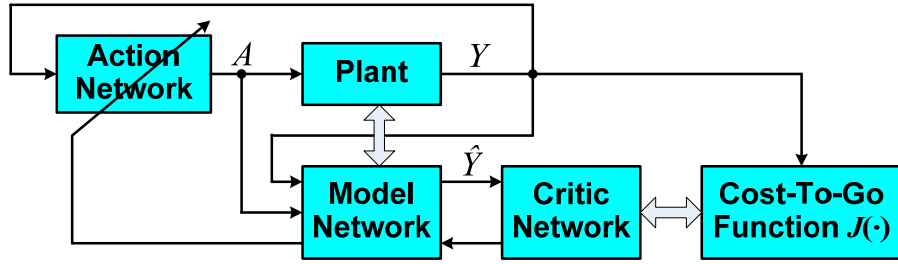 Action
Network
A
Plant
Y
Model
Network
Ŷ
Critic
Network
Cost-To-Go
Function J(·)